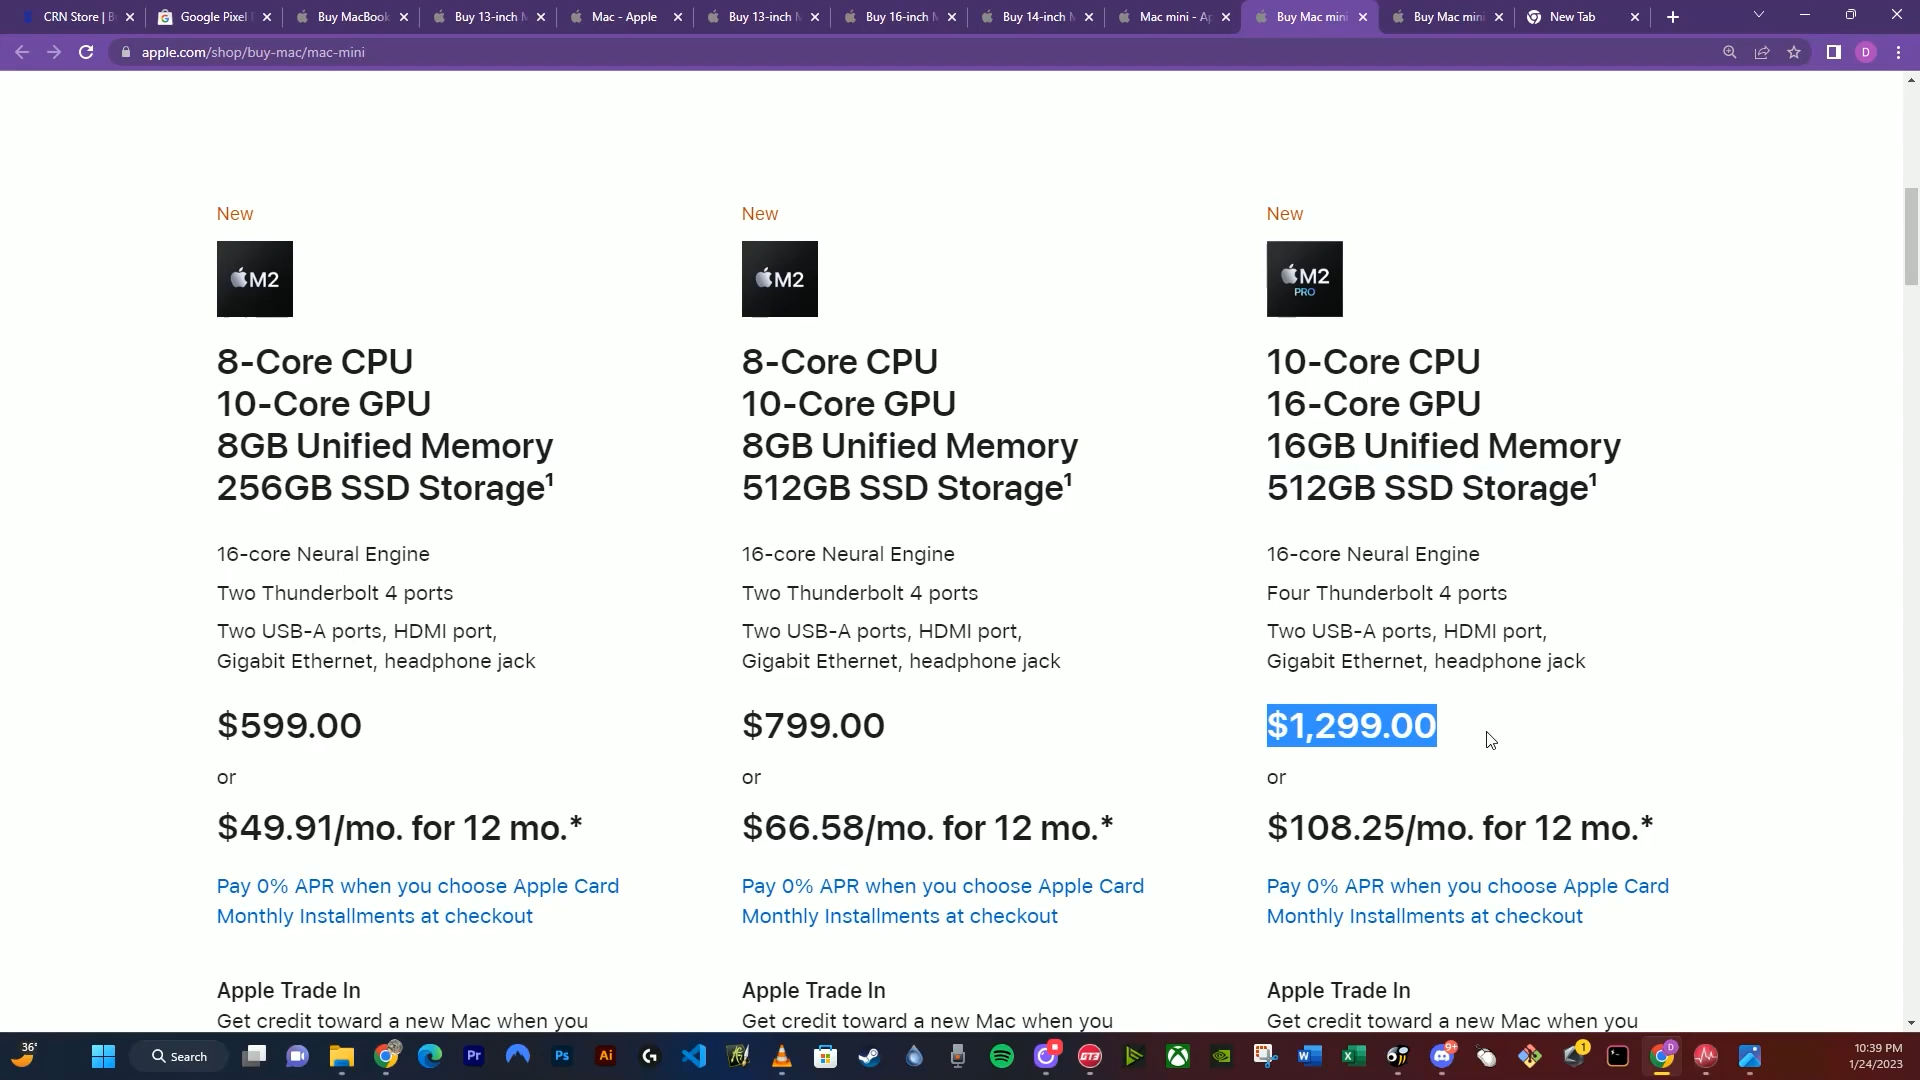 CRN Store | B
Google Pixel
Buy MacBook
Buy 13-inch M
Mac - Apple
Buy 13-inch M
Buy 16-inch M
Buy 14-inch M
Mac mini - Ap
Buy Mac mini
Buy Mac mini
New Tab
apple.com/shop/buy-mac/mac-mini
D
New
M2
8-Core CPU
10-Core GPU
8GB Unified Memory
256GB SSD Storage¹
16-core Neural Engine
Two Thunderbolt 4 ports
Two USB-A ports, HDMI port,
Gigabit Ethernet, headphone jack
$599.00
or
$49.91/mo. for 12 mo.*
Pay 0% APR when you choose Apple Card
Monthly Installments at checkout
Apple Trade In
Get credit toward a new Mac when you
New
M2
8-Core CPU
10-Core GPU
8GB Unified Memory
512GB SSD Storage¹
16-core Neural Engine
Two Thunderbolt 4 ports
Two USB-A ports, HDMI port,
Gigabit Ethernet, headphone jack
$799.00
or
$66.58/mo. for 12 mo.*
Pay 0% APR when you choose Apple Card
Monthly Installments at checkout
Apple Trade In
Get credit toward a new Mac when you
New
M2
PRO
10-Core CPU
16-Core GPU
16GB Unified Memory
512GB SSD Storage¹
16-core Neural Engine
Four Thunderbolt 4 ports
Two USB-A ports, HDMI port,
Gigabit Ethernet, headphone jack
$1,299.00
or
$108.25/mo. for 12 mo.*
Pay 0% APR when you choose Apple Card
Monthly Installments at checkout
Apple Trade In
Get credit toward a new Mac when you
36°
Search
Pr
Ps
Ai
9+
1
10:39 PM
1/24/2023